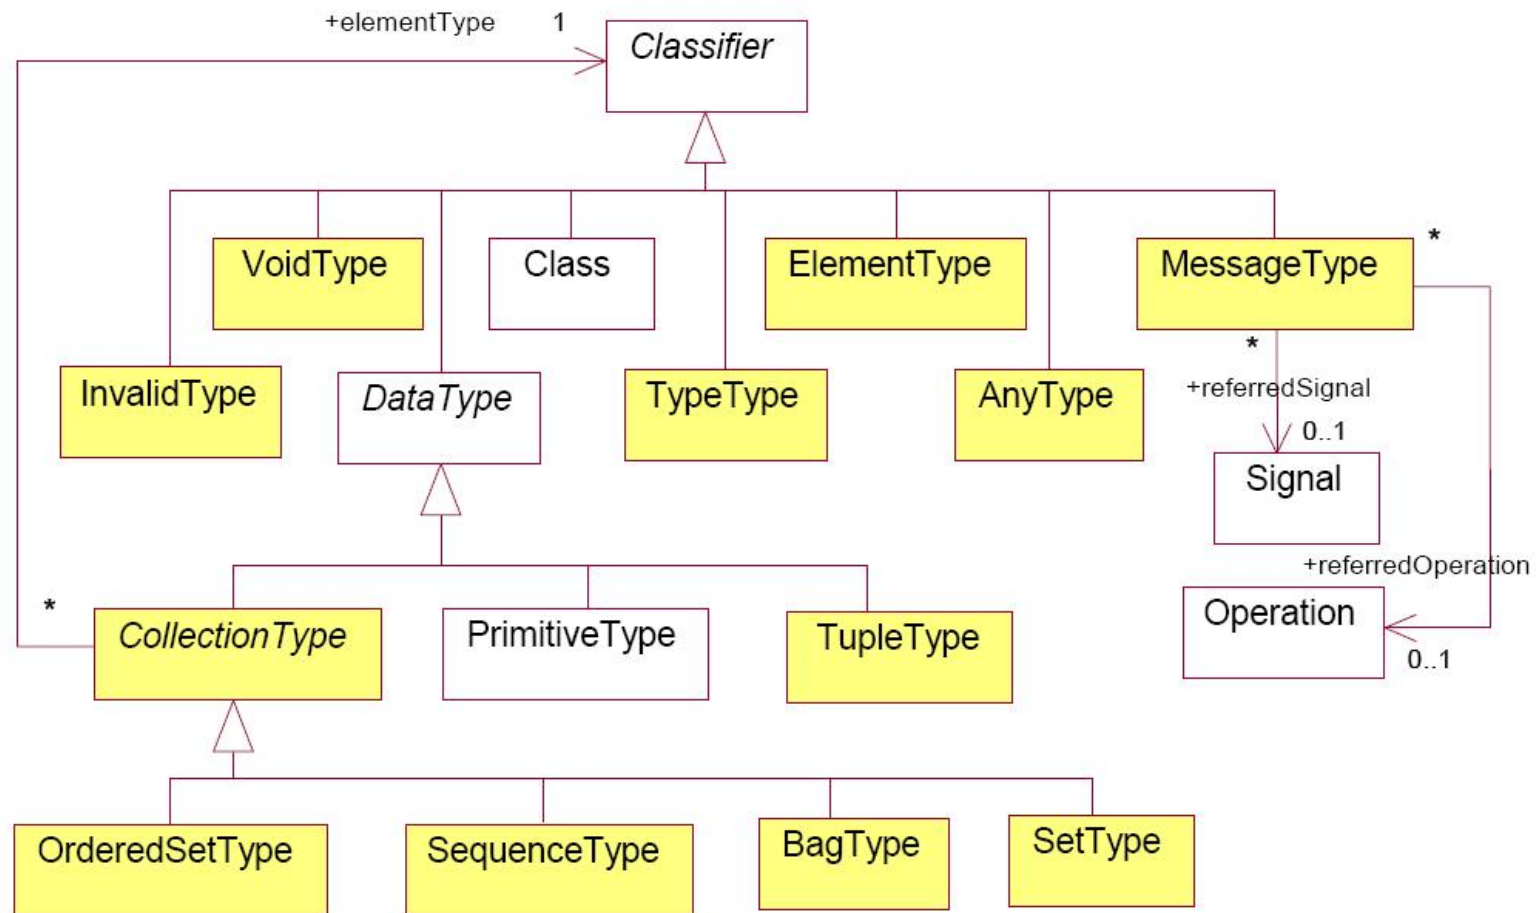 +elementType 1
Classifier
VoidType
Class
ElementType
MessageType
*
InvalidType
DataType
TypeType
AnyType
*
+referredSignal
0..1
Signal
+referredOperation
Operation
0..1
*
CollectionType
PrimitiveType
TupleType
OrderedSetType
SequenceType
BagType
SetType